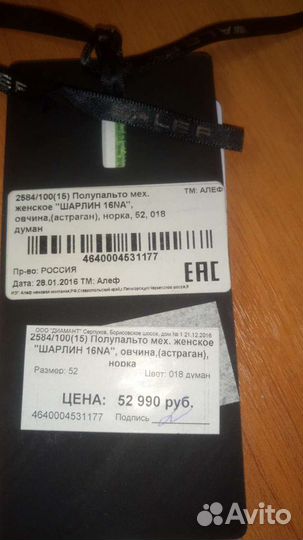 ALEF
2584/100(15) Полупальто мех.
ТМ: АЛЕФ
женское "ШАРЛИН 16NA",
овчина,(астраган), норка, 52, 018
думан
4640004531177
Пр-во: РОССИЯ
Дата: 28.01.2016 ТМ: Алеф
EAC
ООО "ДИАМАНТ" Серпухов, Борисовское шоссе, дом № 1 21.12.2016
2584/100(15) Полупальто мех. женское
"ШАРЛИН 16NA", овчина,(астраган),
норка
Размер: 52
Цвет: 018 думан
ЦЕНА: 52 990 руб.
4640004531177
Подпись
Avito